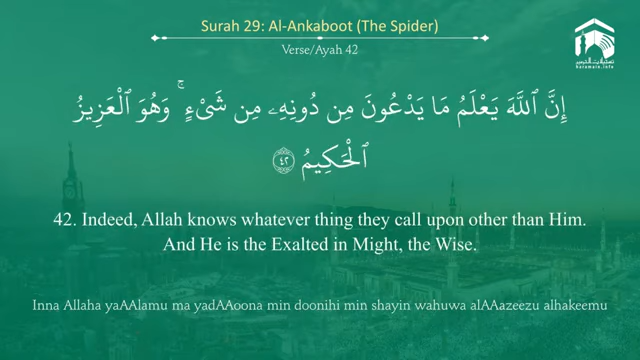 Surah 29: Al-Ankaboot (The Spider)
Verse/Ayah 42
haramain.info
إِنَّ ٱللَّهَ يَعْلَمُ مَا يَدْعُونَ مِن دُونِهِۦ مِن شَىْءٍ ۚ وَهُوَ ٱلْعَزِيزُ
ٱلْحَكِيمُ ٤٢
42. Indeed, Allah knows whatever thing they call upon other than Him.
And He is the Exalted in Might, the Wise.
Inna Allaha yaAAlamu ma yadAAoona min doonihi min shayin wahuwa alAAazeezu alhakeemu